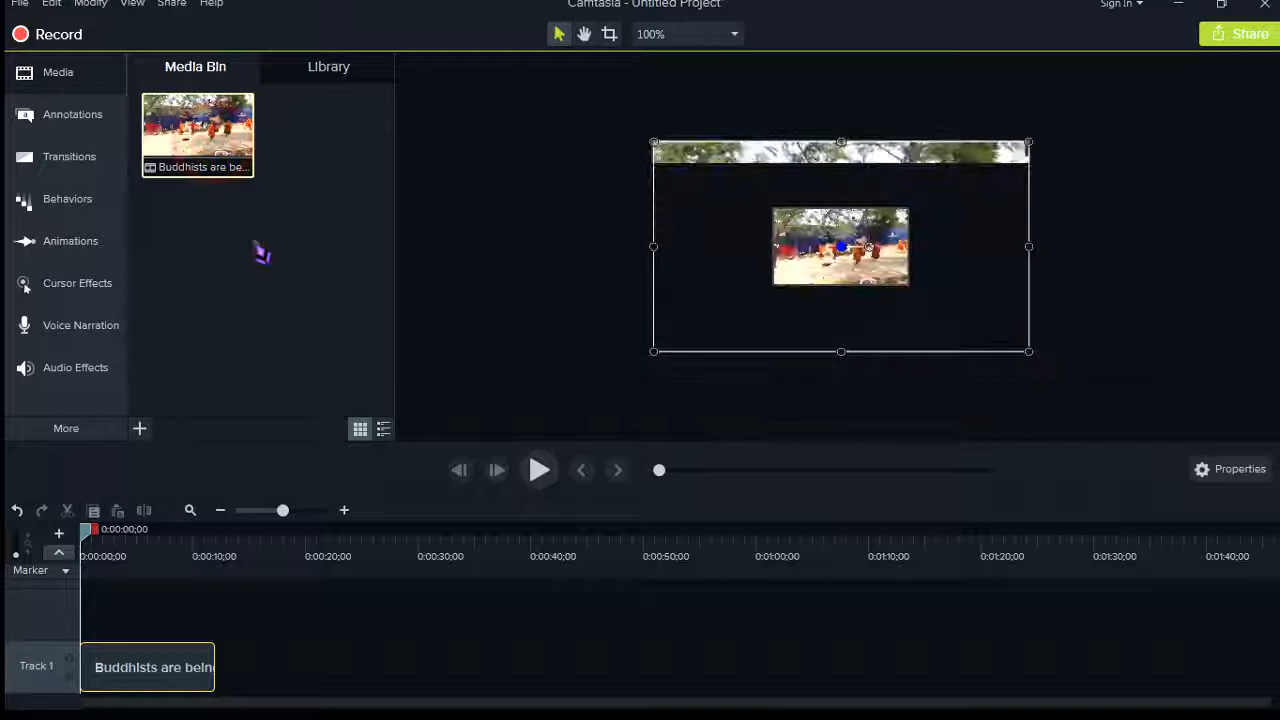 File Edit Modify View Share Help
Camtasia - Untitled Project*
Sign In
Record
100%
Share
Media
Media Bin
Library
Annotations
Transitions
Buddhists are be...
Behaviors
Animations
Cursor Effects
Voice Narration
Audio Effects
More
Properties
0:00:00;00
0:00:00;00 0:00:10;00 0:00:20;00 0:00:30;00 0:00:40;00 0:00:50;00 0:01:00;00 0:01:10;00 0:01:20;00 0:01:30;00 0:01:40;00
Marker
Track 1
Buddhists are bein